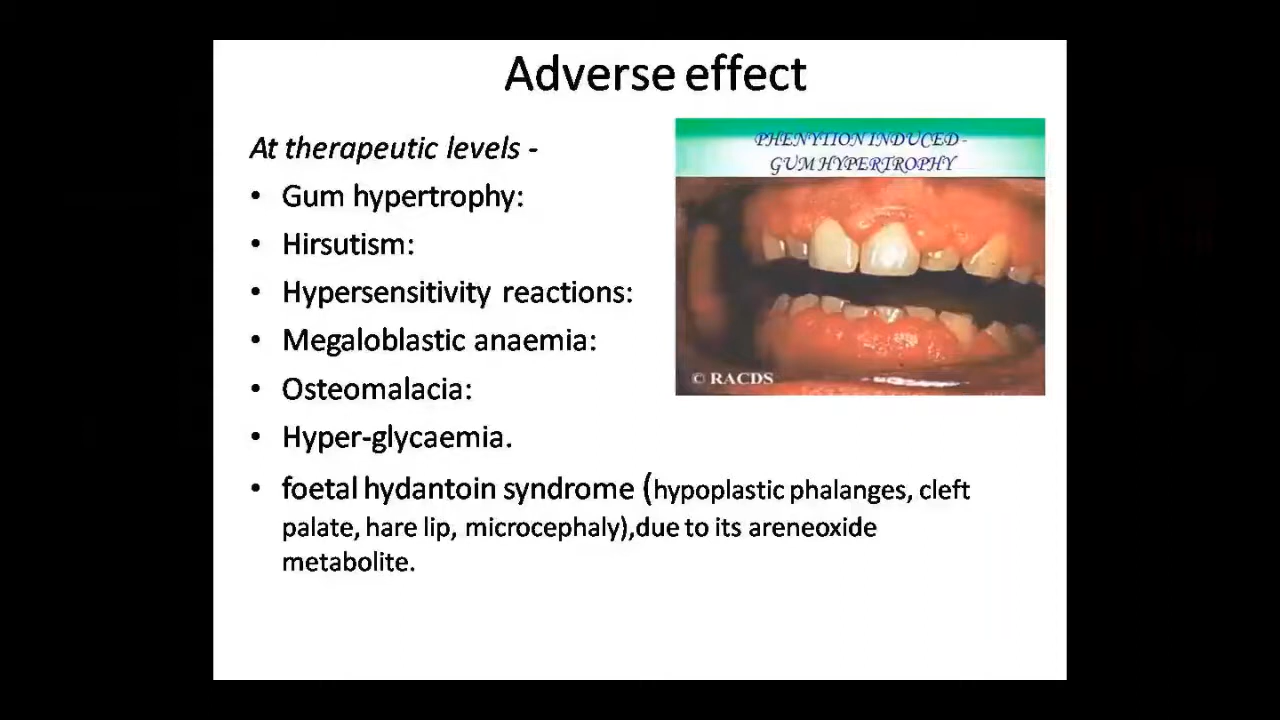 Adverse effect
At therapeutic levels -
• Gum hypertrophy:
• Hirsutism:
• Hypersensitivity reactions:
• Megaloblastic anaemia:
• Osteomalacia:
• Hyper-glycaemia.
• foetal hydantoin syndrome (hypoplastic phalanges, cleft
palate, hare lip, microcephaly),due to its areneoxide
metabolite.
PHENYTION INDUCED-
GUM HYPERTROPHY
© RACDS